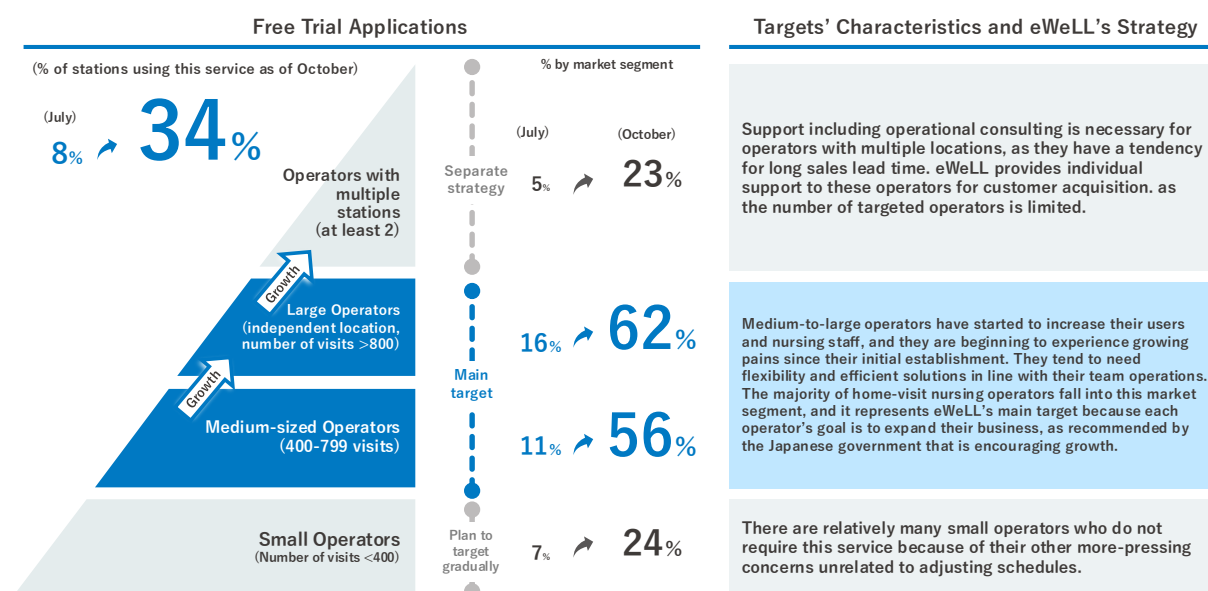 Free Trial Applications
(% of stations using this service as of October)
(July)
8%
34%
% by market segment
(July)
(October)
Operators with
multiple
stations
(at least 2)
Separate
strategy
5%
23%
Growth
Large Operators
(independent location,
number of visits >800)
16%
62%
Main
target
Growth
Medium-sized Operators
(400-799 visits)
11%
56%
Small Operators
(Number of visits <400)
Plan to
target
gradually
7%
24%
Targets' Characteristics and eWeLL's Strategy
Support including operational consulting is necessary for
operators with multiple locations, as they have a tendency
for long sales lead time. eWeLL provides individual
support to these operators for customer acquisition. as
the number of targeted operators is limited.
Medium-to-large operators have started to increase their users
and nursing staff, and they are beginning to experience growing
pains since their initial establishment. They tend to need
flexibility and efficient solutions in line with their team operations.
The majority of home-visit nursing operators fall into this market
segment, and it represents eWeLL's main target because each
operator's goal is to expand their business, as recommended by
the Japanese government that is encouraging growth.
There are relatively many small operators who do not
require this service because of their other more-pressing
concerns unrelated to adjusting schedules.